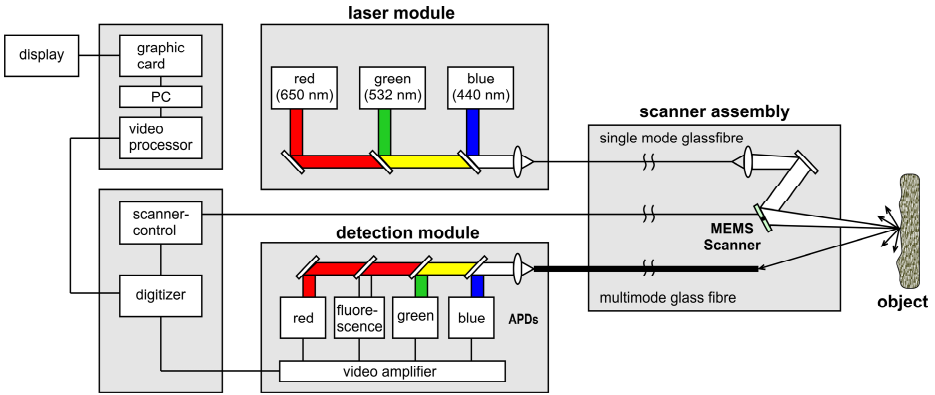 laser module
display
graphic
card
PC
video
processor
red
(650 nm)
green
(532 nm)
blue
(440 nm)
scanner assembly
single mode glassfibre
MEMS
Scanner
multimode glass fibre
object
scanner-
control
digitizer
detection module
red
fluore-
scence
green
blue
APDs
video amplifier